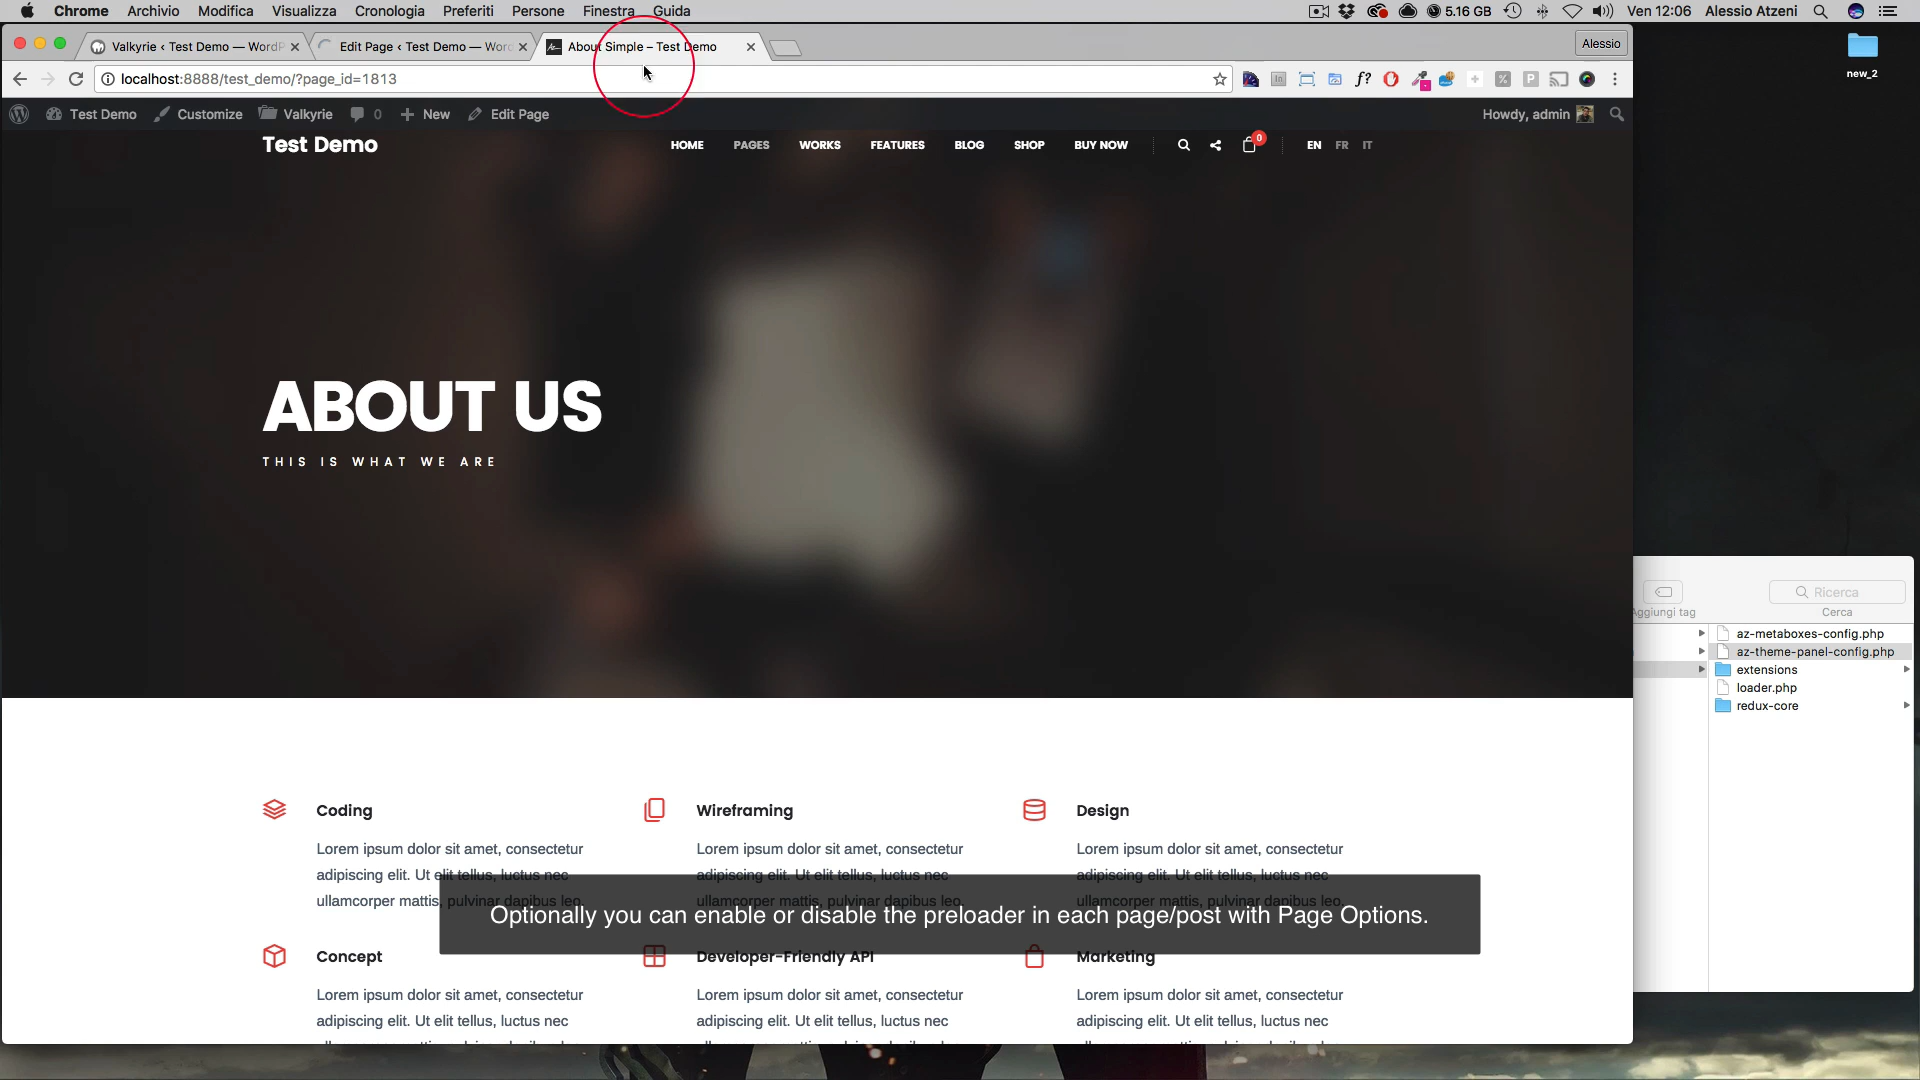 Chrome Archivio Modifica Visualizza Cronologia Preferiti Persone Finestra Guida 5.16 GB Ven 12:06 Alessio Atzeni
Valkyrie ‹ Test Demo — WordP
Edit Page ‹ Test Demo — Word
About Simple – Test Demo
Alessio
new_2
localhost:8888/test_demo/?page_id=1813
Test Demo Customize Valkyrie 0 New Edit Page Howdy, admin
Test Demo
HOME PAGES WORKS FEATURES BLOG SHOP BUY NOW 0 EN FR IT
ABOUT US
THIS IS WHAT WE ARE
Ricerca
Aggiungi tag Cerca
az-metaboxes-config.php
az-theme-panel-config.php
extensions
loader.php
redux-core
Coding
Lorem ipsum dolor sit amet, consectetur
adipiscing elit. Ut elit tellus, luctus nec
ullamcorper mattis, pulvinar dapibus leo.
Wireframing
Lorem ipsum dolor sit amet, consectetur
adipiscing elit. Ut elit tellus, luctus nec
ullamcorper mattis, pulvinar dapibus leo.
Design
Lorem ipsum dolor sit amet, consectetur
adipiscing elit. Ut elit tellus, luctus nec
ullamcorper mattis, pulvinar dapibus leo.
Optionally you can enable or disable the preloader in each page/post with Page Options.
Concept
Lorem ipsum dolor sit amet, consectetur
adipiscing elit. Ut elit tellus, luctus nec
Developer-Friendly API
Lorem ipsum dolor sit amet, consectetur
adipiscing elit. Ut elit tellus, luctus nec
Marketing
Lorem ipsum dolor sit amet, consectetur
adipiscing elit. Ut elit tellus, luctus nec